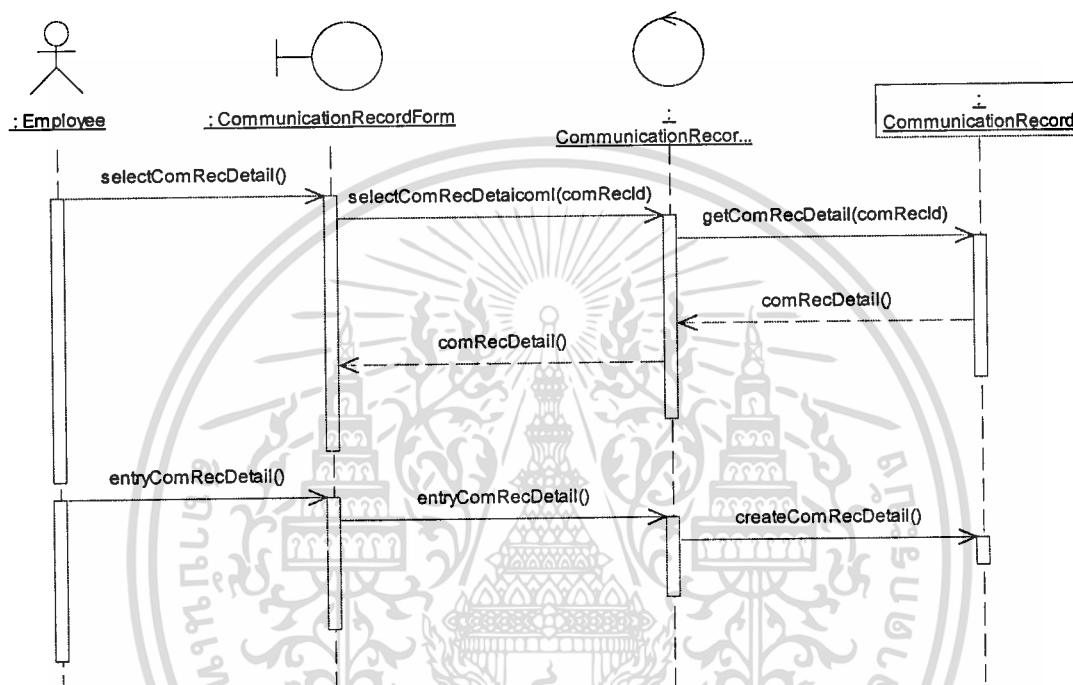 : Employee
: CommunicationRecordForm
:
CommunicationRecor...
:
CommunicationRecord
selectComRecDetail()
selectComRecDetaicoml(comRecId)
getComRecDetail(comRecId)
comRecDetail()
comRecDetail()
entryComRecDetail()
entryComRecDetail()
createComRecDetail()